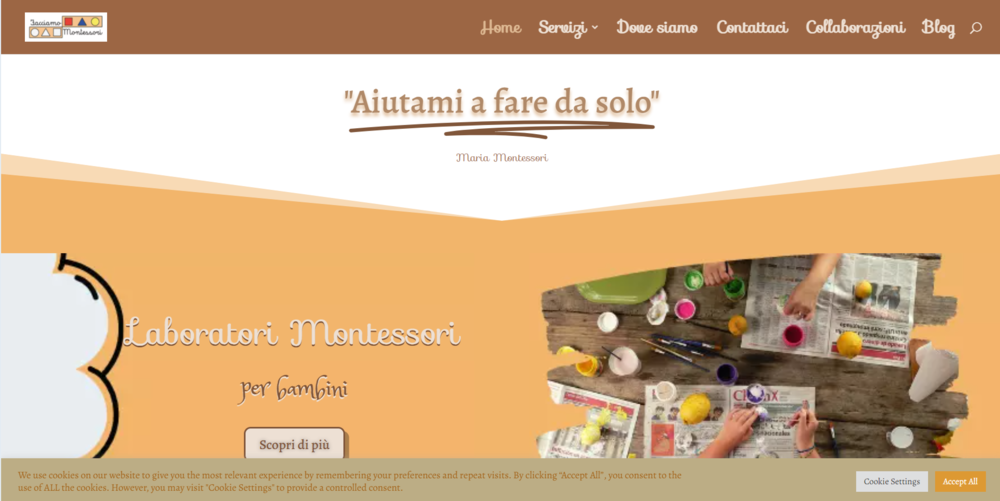 Facciamo
Montessori
Home Servizi Dove siamo Contattaci Collaborazioni Blog
"Aiutami a fare da solo"
Maria Montessori
Laboratori Montessori
per bambini
Scopri di più
We use cookies on our website to give you the most relevant experience by remembering your preferences and repeat visits. By clicking "Accept All", you consent to the
use of ALL the cookies. However, you may visit "Cookie Settings" to provide a controlled consent.
Cookie Settings Accept All